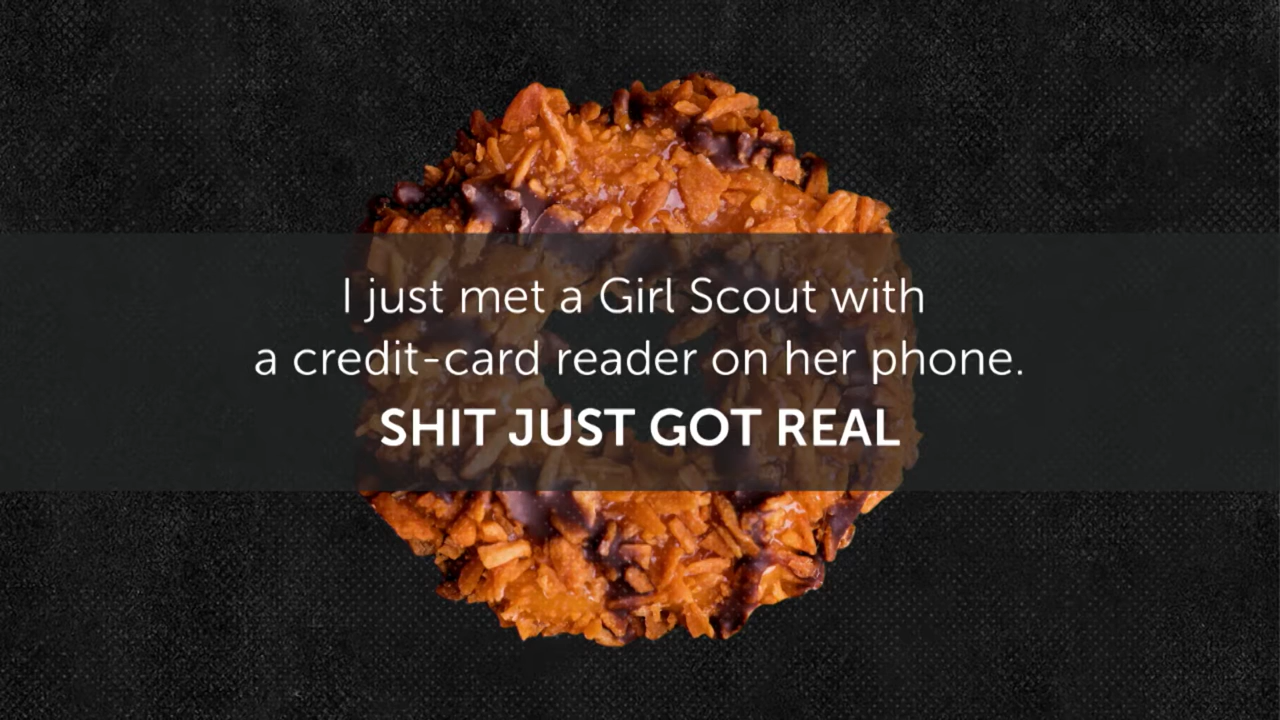 I just met a Girl Scout with
a credit-card reader on her phone.
SHIT JUST GOT REAL